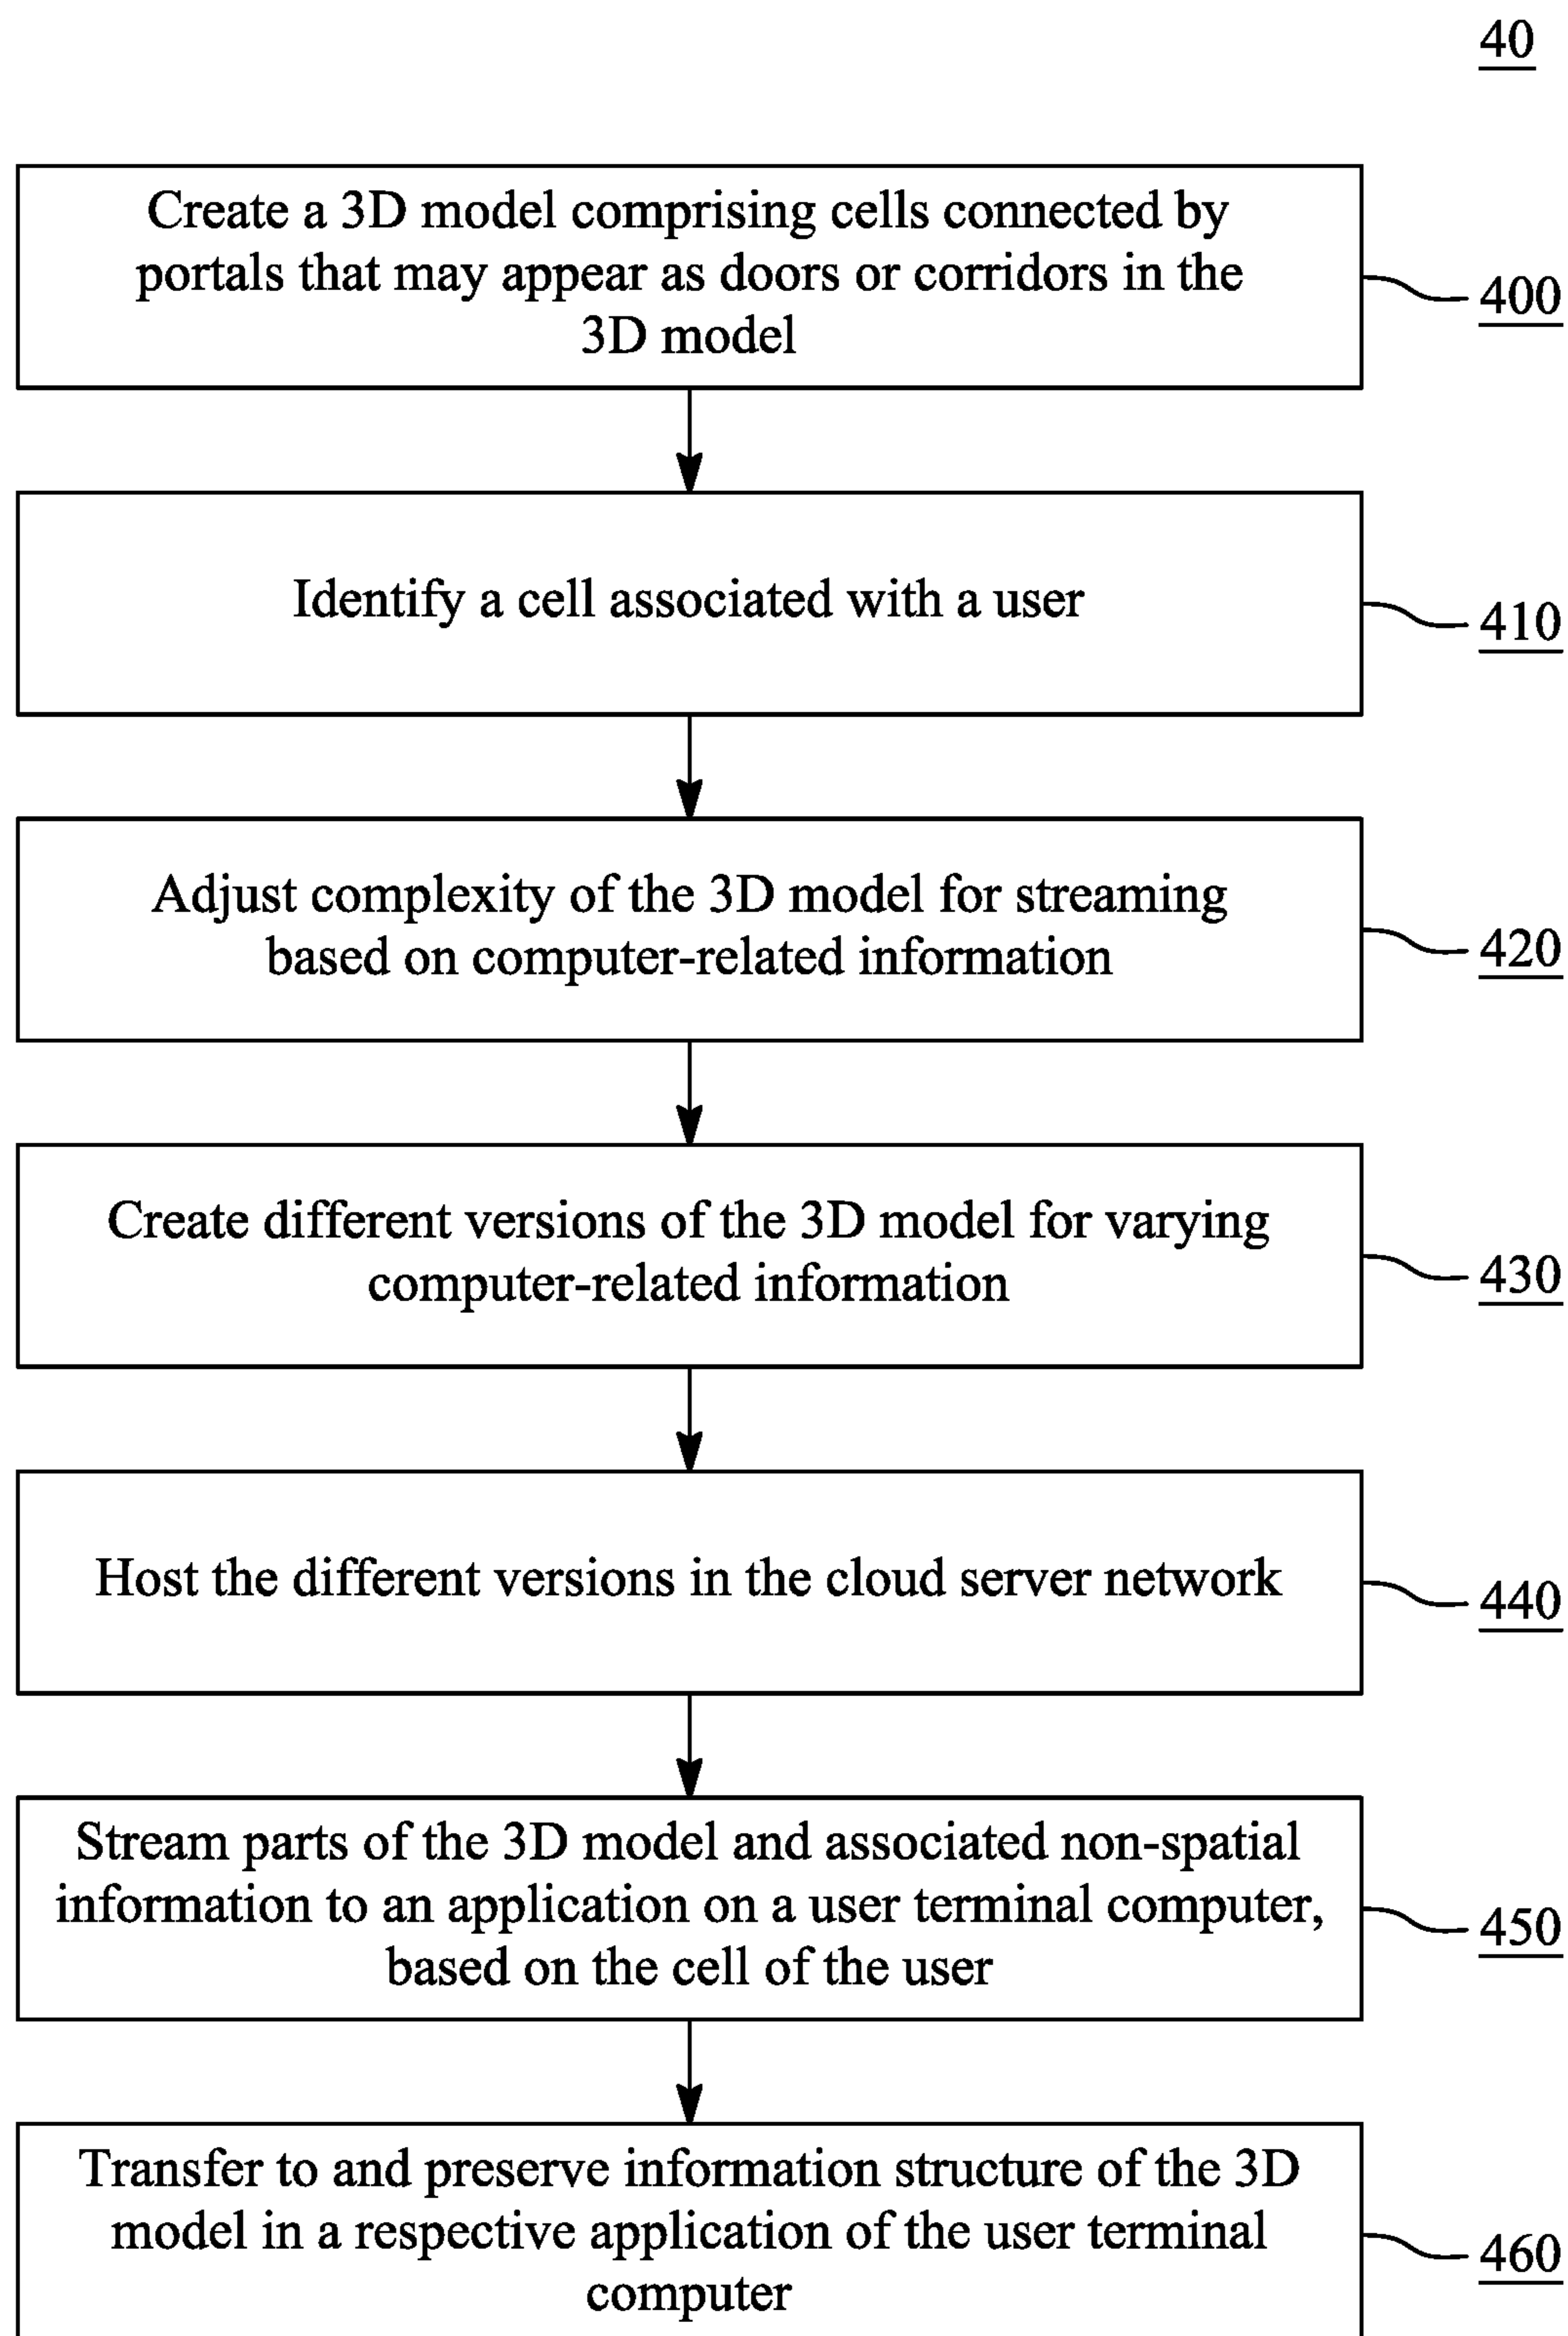 40
Create a 3D model comprising cells connected by
portals that may appear as doors or corridors in the
3D model
400
Identify a cell associated with a user
410
Adjust complexity of the 3D model for streaming
based on computer-related information
420
Create different versions of the 3D model for varying
computer-related information
430
Host the different versions in the cloud server network
440
Stream parts of the 3D model and associated non-spatial
information to an application on a user terminal computer,
based on the cell of the user
450
Transfer to and preserve information structure of the 3D
model in a respective application of the user terminal
computer
460